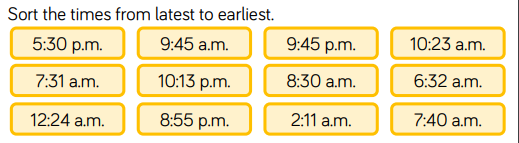 Sort the times from latest to earliest.
5:30 p.m. 9:45 a.m. 9:45 p.m. 10:23 a.m.
7:31 a.m. 10:13 p.m. 8:30 a.m. 6:32 a.m.
12:24 a.m. 8:55 p.m. 2:11 a.m. 7:40 a.m.